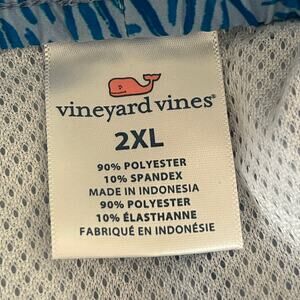 vineyard vines®
2XL
90% POLYESTER
10% SPANDEX
MADE IN INDONESIA
90% POLYESTER
10% ÉLASTHANNE
FABRIQUÉ EN INDONÉSIE